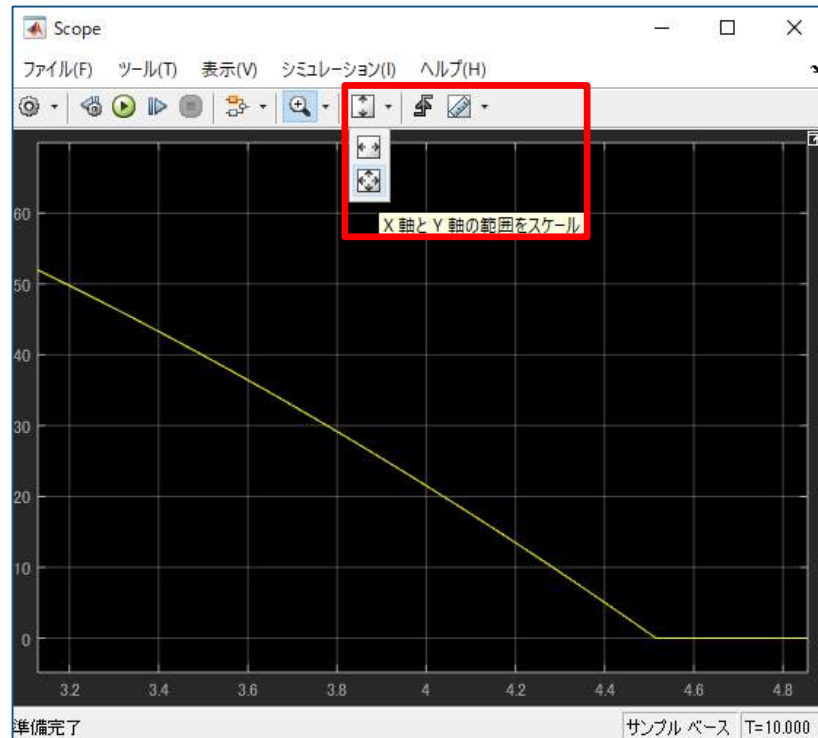 Scope
ファイル(F) ツール(T) 表示(V) シミュレーション(I) ヘルプ(H)
X 軸と Y 軸の範囲をスケール
60
50
40
30
20
10
0
3.2 3.4 3.6 3.8 4 4.2 4.4 4.6 4.8
準備完了 サンプル ベース T=10.000